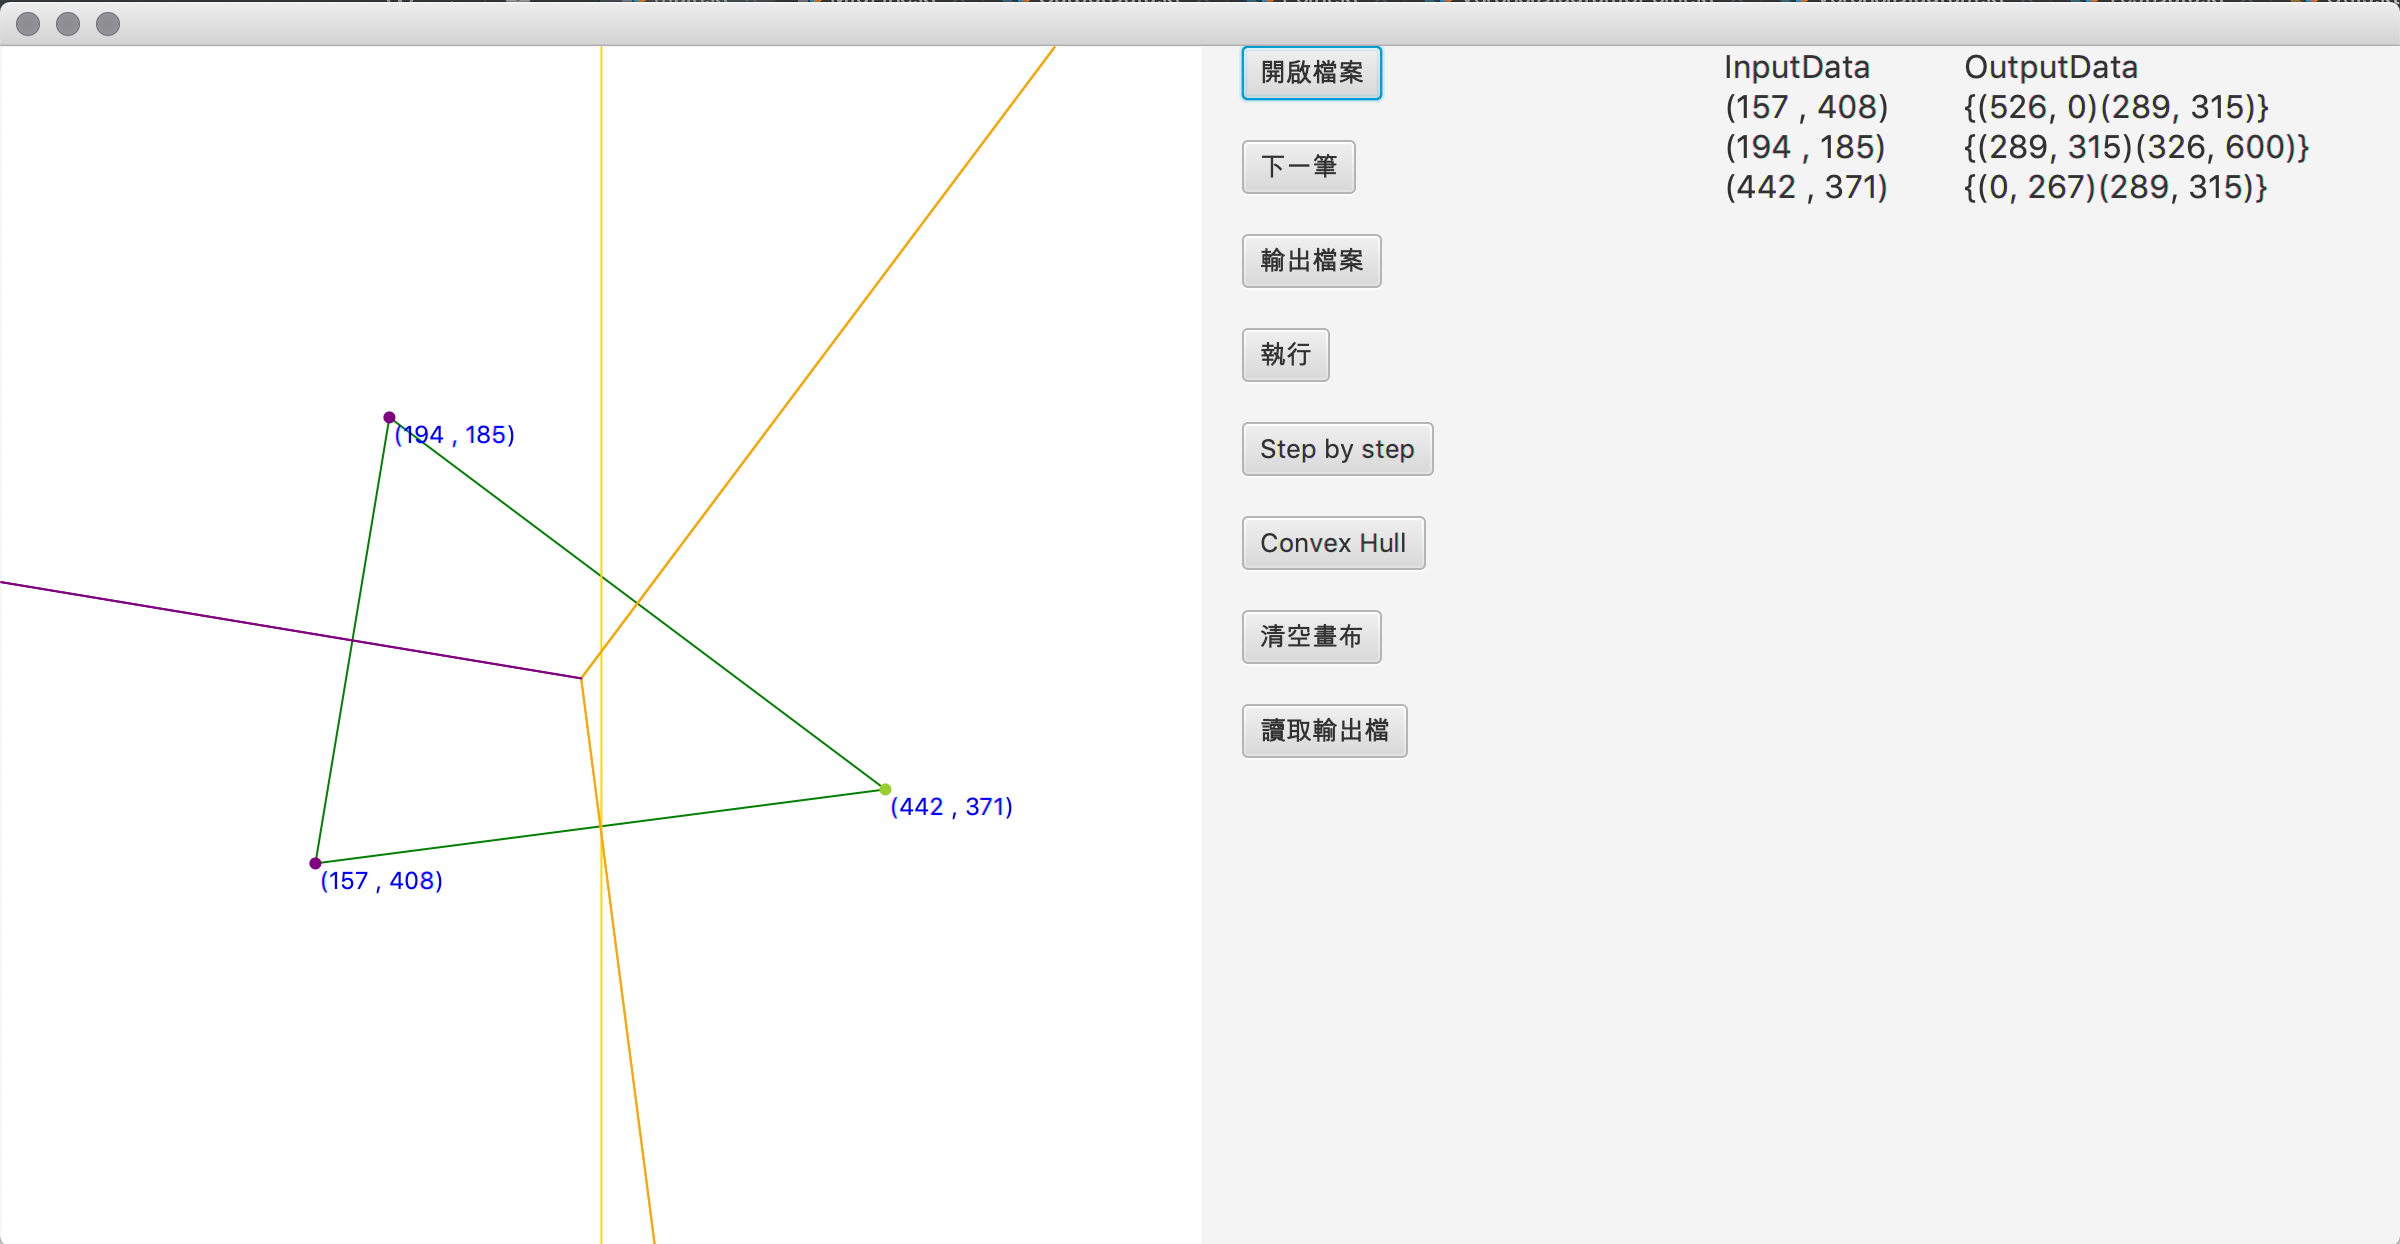 (194 , 185)
(442 , 371)
(157 , 408)
開啟檔案
下一筆
輸出檔案
執行
Step by step
Convex Hull
清空畫布
讀取輸出檔
InputData
(157 , 408)
(194 , 185)
(442 , 371)
OutputData
{(526, 0)(289, 315)}
{(289, 315)(326, 600)}
{(0, 267)(289, 315)}